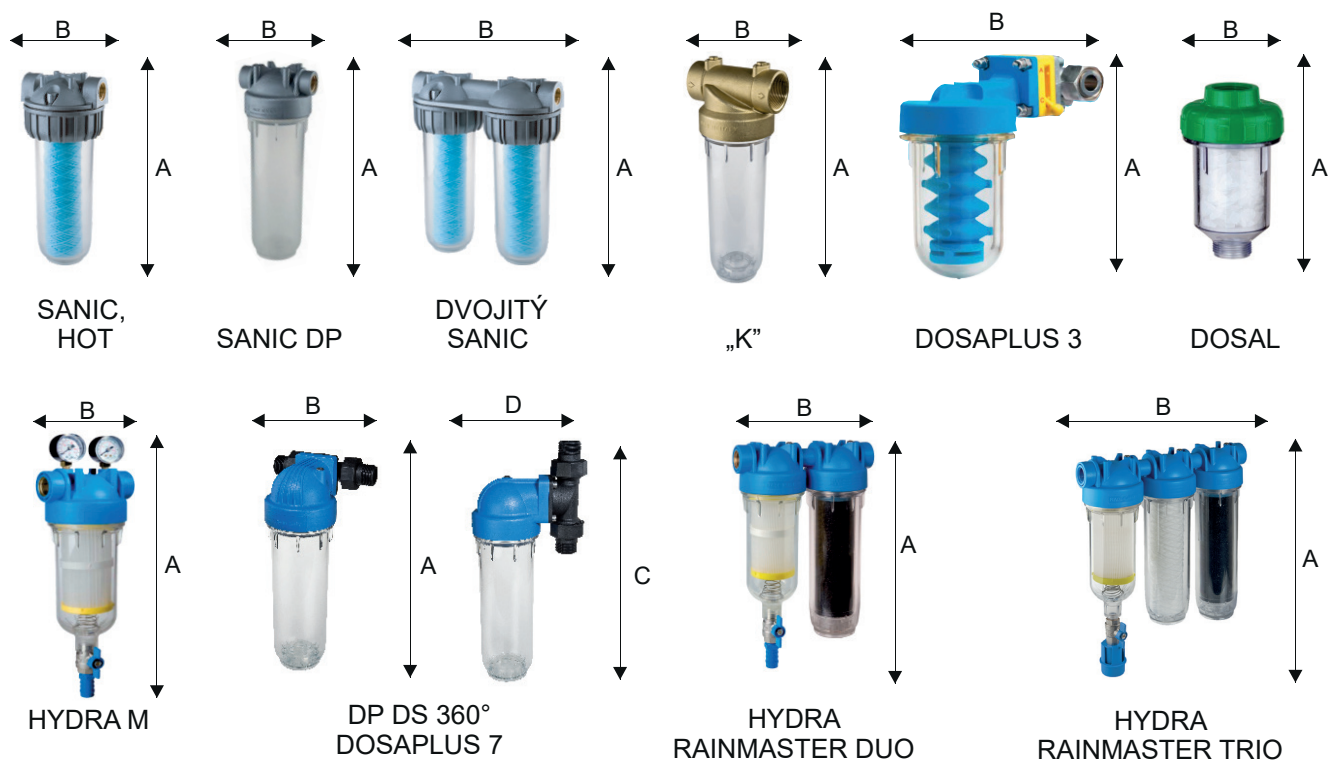 B
B
B
B
B
B
A
A
A
A
A
A
SANIC,
HOT
SANIC DP
DVOJITÝ
SANIC
„K”
DOSAPLUS 3
DOSAL
B
B
D
B
B
A
A
C
A
A
HYDRA M
DP DS 360°
DOSAPLUS 7
HYDRA
RAINMASTER DUO
HYDRA
RAINMASTER TRIO